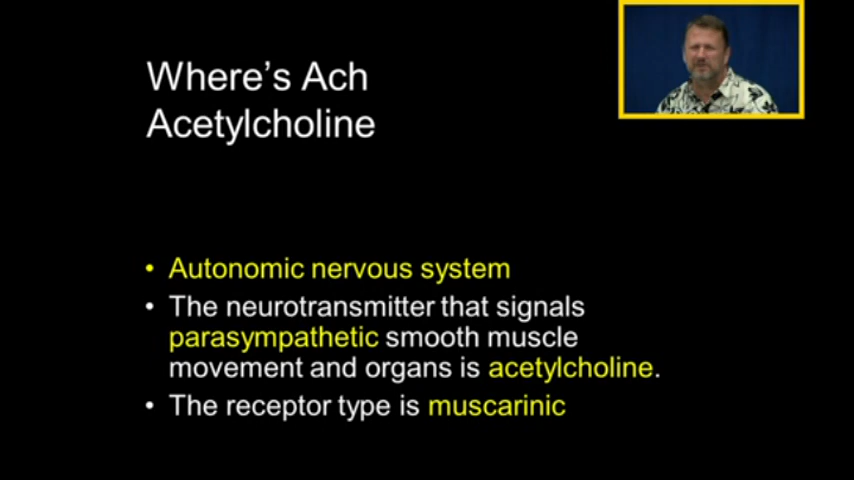 Where's Ach
Acetylcholine
• Autonomic nervous system
• The neurotransmitter that signals
parasympathetic smooth muscle
movement and organs is acetylcholine.
• The receptor type is muscarinic